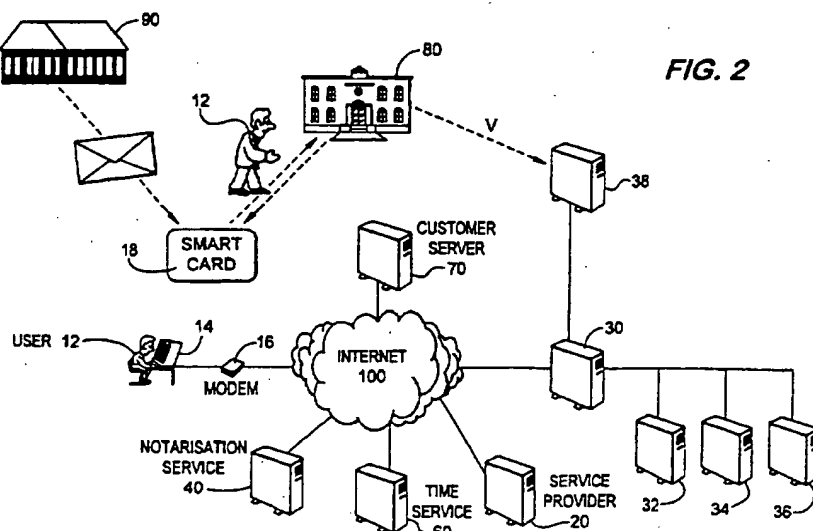 90
80
FIG. 2
12
V
38
SMART
CARD
18
CUSTOMER
SERVER
70
14
16
30
USER 12
INTERNET
100
MODEM
NOTARISATION
SERVICE
40
TIME
SERVICE
SERVICE
PROVIDER
20
32
34
36